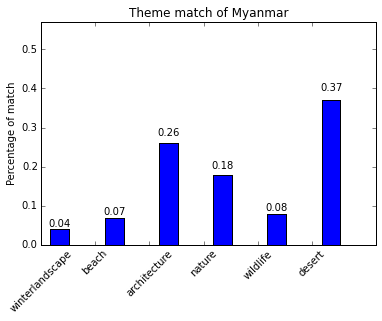 Theme match of Myanmar
Percentage of match
0.5
0.4
0.3
0.2
0.1
0.0
0.04
0.07
0.26
0.18
0.08
0.37
winterlandscape
beach
architecture
nature
wildlife
desert